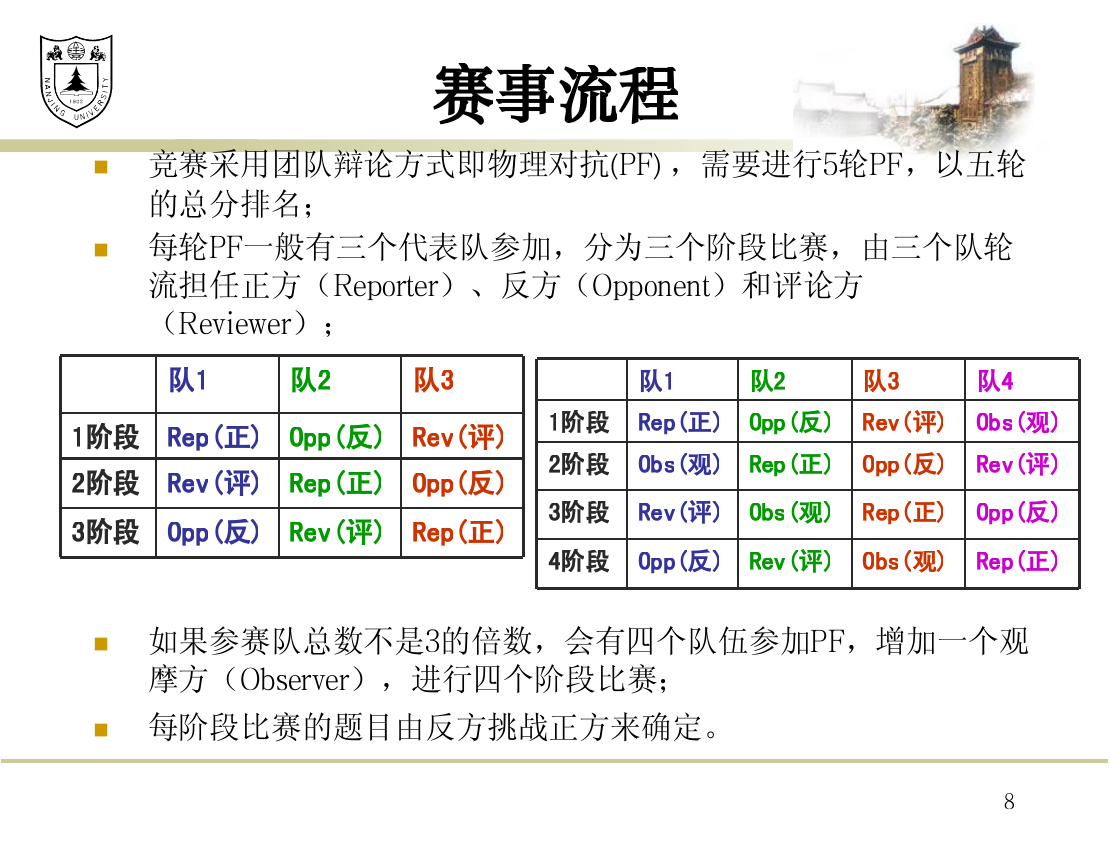 NANJING UNIVERSITY
1902
赛事流程
竞赛采用团队辩论方式即物理对抗(PF) ，需要进行5轮PF，以五轮
的总分排名；
每轮PF一般有三个代表队参加，分为三个阶段比赛，由三个队轮
流担任正方（Reporter）、反方（Opponent）和评论方
（Reviewer）；
队1 队2 队3
1阶段 Rep(正) Opp(反) Rev(评)
2阶段 Rev(评) Rep(正) Opp(反)
3阶段 Opp(反) Rev(评) Rep(正)
队1 队2 队3 队4
1阶段 Rep(正) Opp(反) Rev(评) Obs(观)
2阶段 Obs(观) Rep(正) Opp(反) Rev(评)
3阶段 Rev(评) Obs(观) Rep(正) Opp(反)
4阶段 Opp(反) Rev(评) Obs(观) Rep(正)
如果参赛队总数不是3的倍数，会有四个队伍参加PF，增加一个观
摩方（Observer），进行四个阶段比赛；
每阶段比赛的题目由反方挑战正方来确定。
8